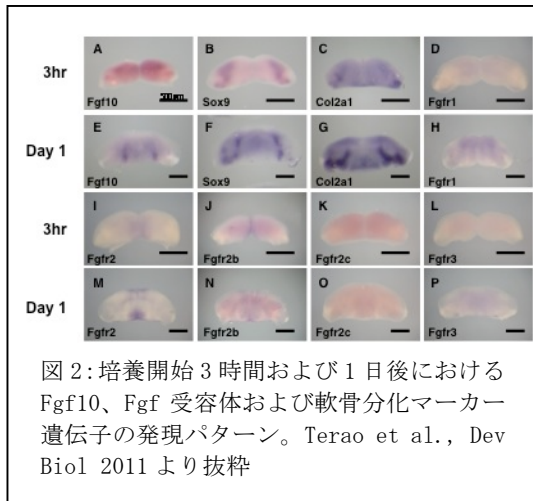 A B C D
3hr
Fgf10 Sox9 Col2a1 Fgfr1
E F G H
Day 1
Fgf10 Sox9 Col2a1 Fgfr1
I J K L
3hr
Fgfr2 Fgfr2b Fgfr2c Fgfr3
M N O P
Day 1
Fgfr2 Fgfr2b Fgfr2c Fgfr3
図 2:培養開始 3 時間および 1 日後における
Fgf10、Fgf 受容体および軟骨分化マーカー
遺伝子の発現パターン。Terao et al., Dev
Biol 2011 より抜粋